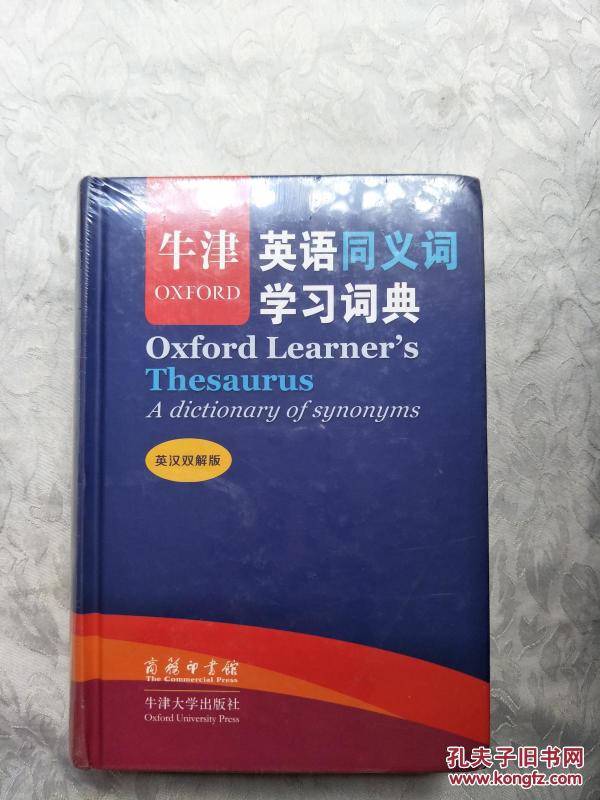 牛津
OXFORD
英语同义词
学习词典
Oxford Learner's
Thesaurus
A dictionary of synonyms
英汉双解版
商务印书馆
The Commercial Press
牛津大学出版社
Oxford University Press
孔夫子旧书网
www.kongfz.com